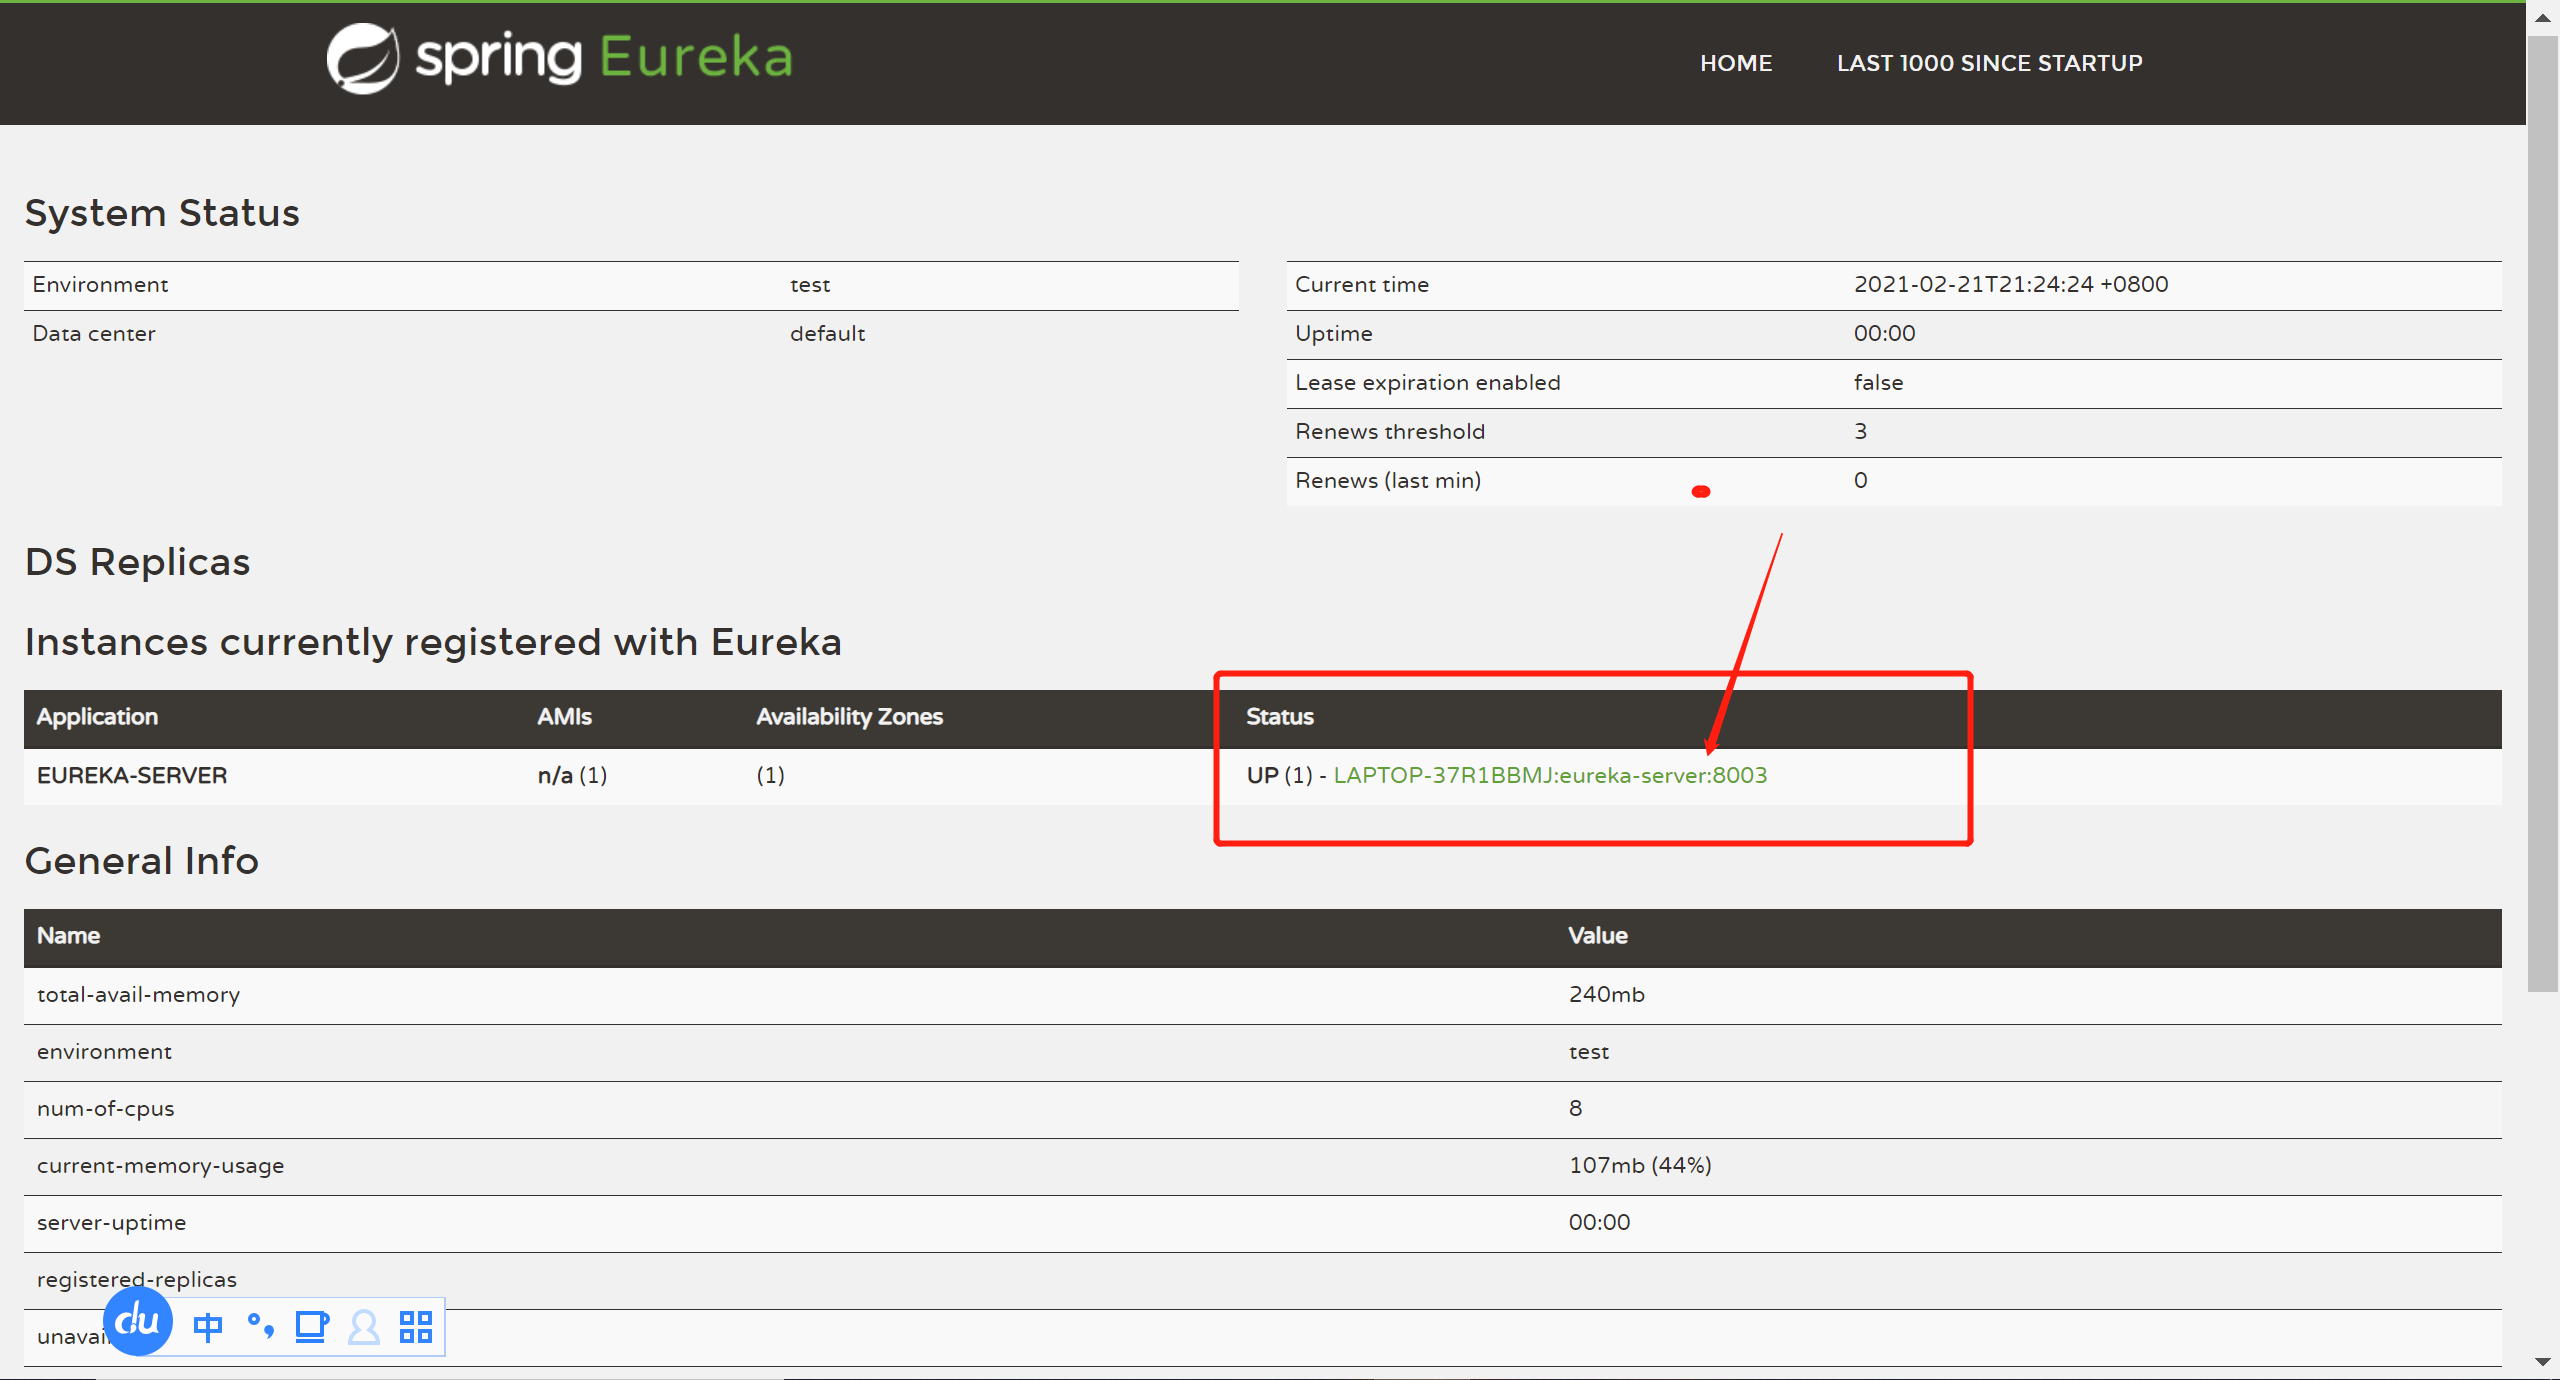 spring Eureka
HOME
LAST 1000 SINCE STARTUP
System Status
Environment test
Data center default
Current time 2021-02-21T21:24:24 +0800
Uptime 00:00
Lease expiration enabled false
Renews threshold 3
Renews (last min) 0
DS Replicas
Instances currently registered with Eureka
Application AMIs Availability Zones Status
EUREKA-SERVER n/a (1) (1) UP (1) - LAPTOP-37R1BBMJ:eureka-server:8003
General Info
Name Value
total-avail-memory 240mb
environment test
num-of-cpus 8
current-memory-usage 107mb (44%)
server-uptime 00:00
registered-replicas
du 中